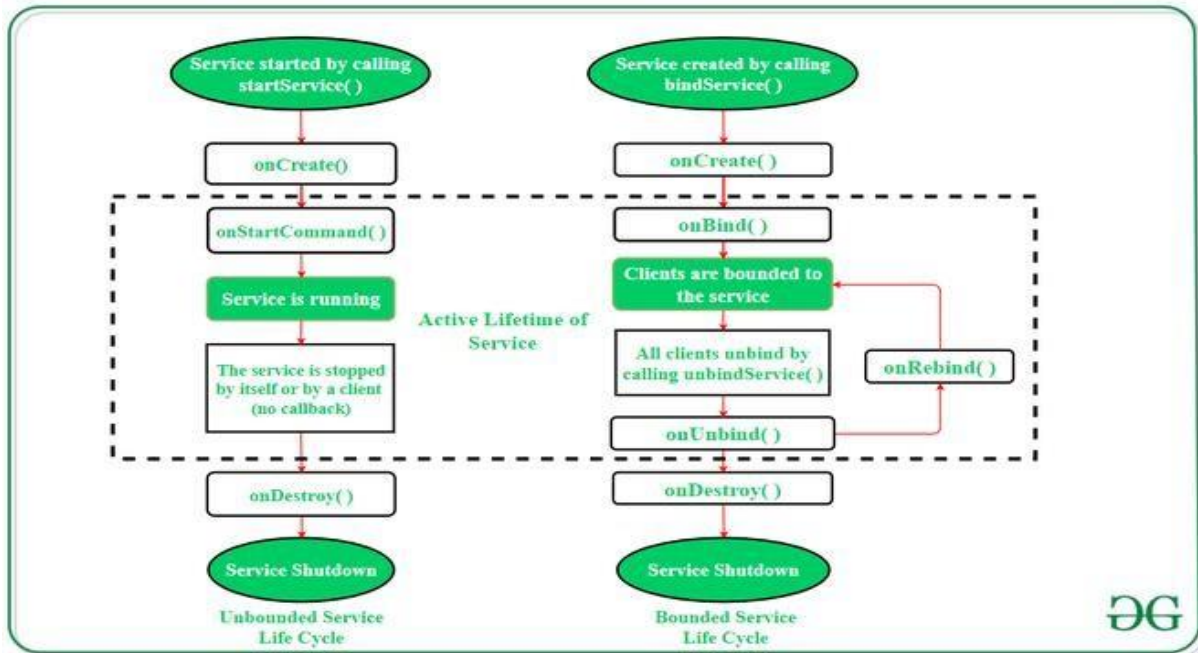 Service started by calling
startService( )
onCreate()
onStartCommand( )
Service is running
The service is stopped
by itself or by a client
(no callback)
onDestroy( )
Service Shutdown
Unbounded Service
Life Cycle
Active Lifetime of
Service
Service created by calling
bindService( )
onCreate( )
onBind( )
Clients are bounded to
the service
All clients unbind by
calling unbindService( )
onRebind( )
onUnbind( )
onDestroy( )
Service Shutdown
Bounded Service
Life Cycle